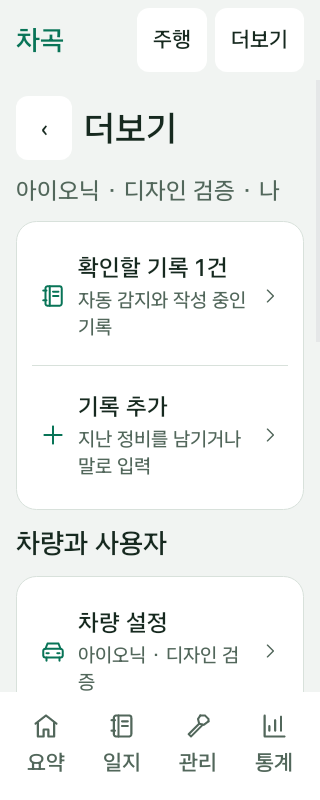 차곡
주행
더보기
더보기
아이오닉 · 디자인 검증 · 나
확인할 기록 1건
자동 감지와 작성 중인
기록
기록 추가
지난 정비를 남기거나
말로 입력
차량과 사용자
차량 설정
아이오닉 · 디자인 검
증
요약
일지
관리
통계